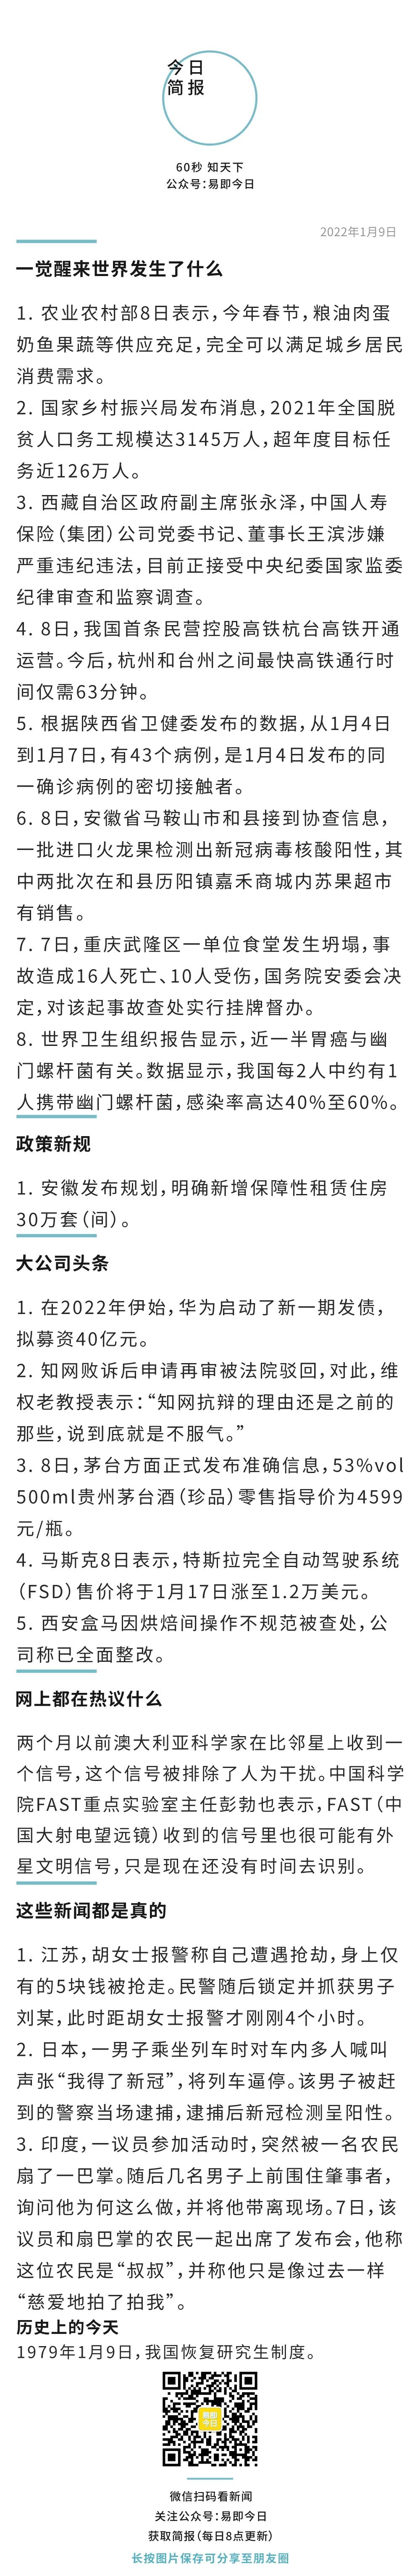 今日
简报
60秒 知天下
公众号:易即今日
2022年1月9日
一觉醒来世界发生了什么
1. 农业农村部8日表示,今年春节,粮油肉蛋
奶鱼果蔬等供应充足,完全可以满足城乡居民
消费需求。
2. 国家乡村振兴局发布消息,2021年全国脱
贫人口务工规模达3145万人,超年度目标任
务近126万人。
3. 西藏自治区政府副主席张永泽,中国人寿
保险(集团)公司党委书记、董事长王滨涉嫌
严重违纪违法,目前正接受中央纪委国家监委
纪律审查和监察调查。
4. 8日,我国首条民营控股高铁杭台高铁开通
运营。今后,杭州和台州之间最快高铁通行时
间仅需63分钟。
5. 根据陕西省卫健委发布的数据,从1月4日
到1月7日,有43个病例,是1月4日发布的同
一确诊病例的密切接触者。
6. 8日,安徽省马鞍山市和县接到协查信息,
一批进口火龙果检测出新冠病毒核酸阳性,其
中两批次在和县历阳镇嘉禾商城内苏果超市
有销售。
7. 7日,重庆武隆区一单位食堂发生坍塌,事
故造成16人死亡、10人受伤,国务院安委会决
定,对该起事故查处实行挂牌督办。
8. 世界卫生组织报告显示,近一半胃癌与幽
门螺杆菌有关。数据显示,我国每2人中约有1
人携带幽门螺杆菌,感染率高达40%至60%。
政策新规
1. 安徽发布规划,明确新增保障性租赁住房
30万套(间)。
大公司头条
1. 在2022年伊始,华为启动了新一期发债,
拟募资40亿元。
2. 知网败诉后申请再审被法院驳回,对此,维
权老教授表示:“知网抗辩的理由还是之前的
那些,说到底就是不服气。”
3. 8日,茅台方面正式发布准确信息,53%vol
500ml贵州茅台酒(珍品)零售指导价为4599
元/瓶。
4. 马斯克8日表示,特斯拉完全自动驾驶系统
(FSD)售价将于1月17日涨至1.2万美元。
5. 西安盒马因烘焙间操作不规范被查处,公
司称已全面整改。
网上都在热议什么
两个月以前澳大利亚科学家在比邻星上收到一
个信号,这个信号被排除了人为干扰。中国科学
院FAST重点实验室主任彭勃也表示,FAST(中
国大射电望远镜)收到的信号里也很可能有外
星文明信号,只是现在还没有时间去识别。
这些新闻都是真的
1. 江苏,胡女士报警称自己遭遇抢劫,身上仅
有的5块钱被抢走。民警随后锁定并抓获男子
刘某,此时距胡女士报警才刚刚4个小时。
2. 日本,一男子乘坐列车时对车内多人喊叫
声张“我得了新冠”,将列车逼停。该男子被赶
到的警察当场逮捕,逮捕后新冠检测呈阳性。
3. 印度,一议员参加活动时,突然被一名农民
扇了一巴掌。随后几名男子上前围住肇事者,
询问他为何这么做,并将他带离现场。7日,该
议员和扇巴掌的农民一起出席了发布会,他称
这位农民是“叔叔”,并称他只是像过去一样
“慈爱地拍了拍我”。
历史上的今天
1979年1月9日,我国恢复研究生制度。
易即
今日
微信扫码看新闻
关注公众号:易即今日
获取简报(每日8点更新)
长按图片保存可分享至朋友圈